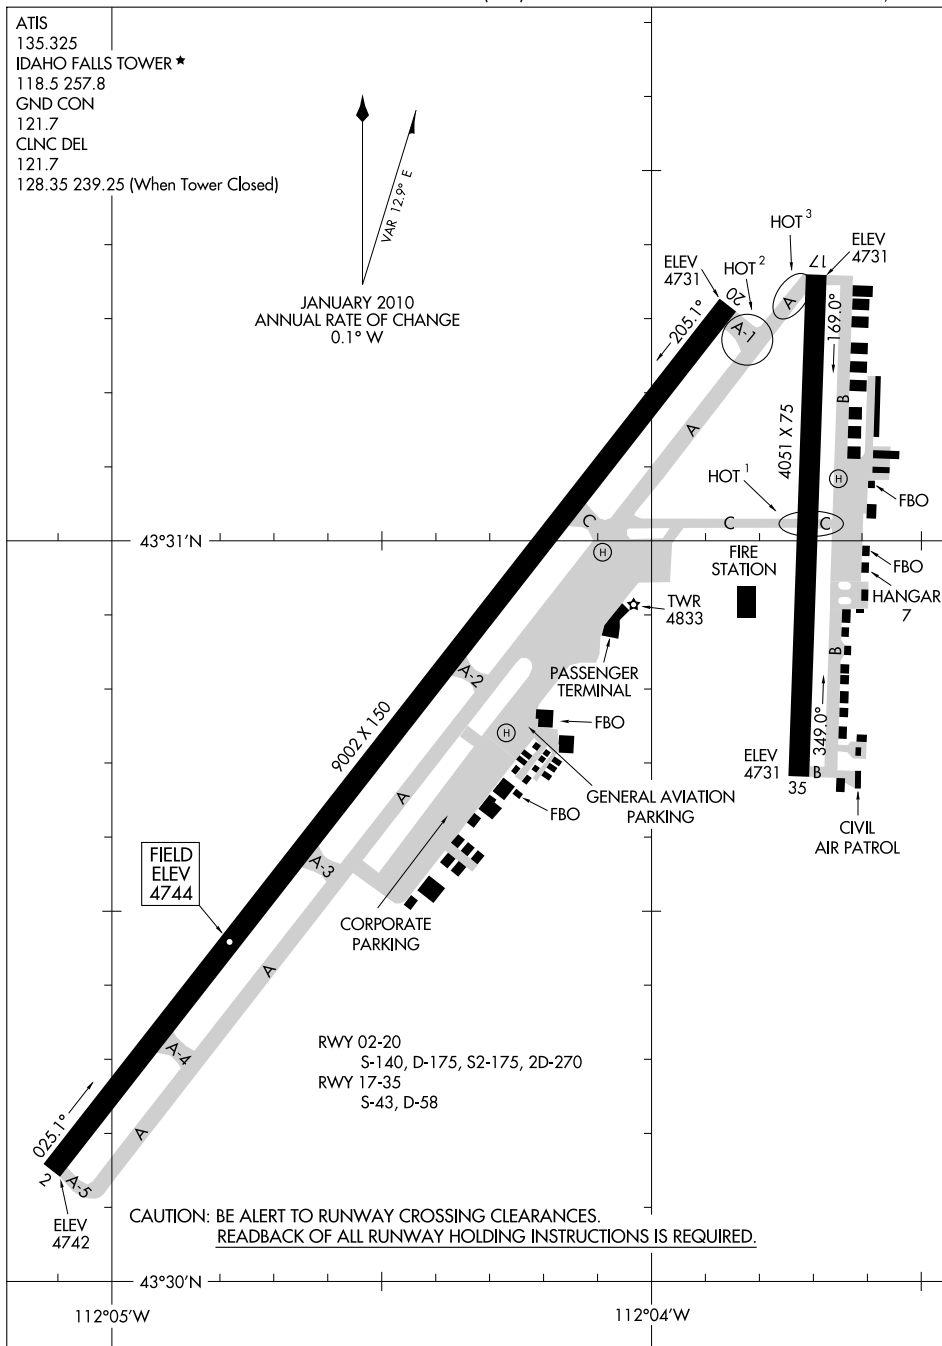 ATIS
135.325
IDAHO FALLS TOWER ★
118.5 257.8
GND CON
121.7
CLNC DEL
121.7
128.35 239.25 (When Tower Closed)
VAR 12.9° E
JANUARY 2010
ANNUAL RATE OF CHANGE
0.1° W
HOT 3
HOT 2
ELEV
4731
ELEV
4731
17
20
A
A-1
205.1°
169.0°
B
A
4051 X 75
HOT 1
H
FBO
C
C
C
43°31'N
H
FIRE
STATION
FBO
HANGAR
7
TWR
4833
PASSENGER
TERMINAL
B
A-2
FBO
H
9002 X 150
349.0°
ELEV
4731
35
B
A
GENERAL AVIATION
PARKING
FBO
CIVIL
AIR PATROL
FIELD
ELEV
4744
A-3
CORPORATE
PARKING
A
A-4
RWY 02-20
S-140, D-175, S2-175, 2D-270
RWY 17-35
S-43, D-58
025.1°
A
2
A-5
ELEV
4742
CAUTION: BE ALERT TO RUNWAY CROSSING CLEARANCES.
READBACK OF ALL RUNWAY HOLDING INSTRUCTIONS IS REQUIRED.
43°30'N
112°05'W
112°04'W